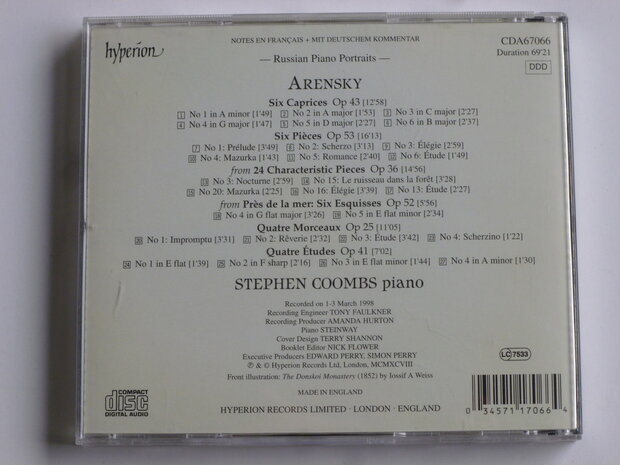 hyperion
NOTES EN FRANÇAIS + MIT DEUTSCHEM KOMMENTAR
CDA67066
Duration 69'21
DDD
— Russian Piano Portraits —
ARENSKY
Six Caprices Op 43 [12'58]
1 No 1 in A minor [1'49] 2 No 2 in A major [1'53] 3 No 3 in C major [2'27]
4 No 4 in G major [1'47] 5 No 5 in D major [2'27] 6 No 6 in B major [2'37]
Six Pièces Op 53 [16'13]
7 No 1: Prélude [3'49] 8 No 2: Scherzo [3'13] 9 No 3: Élégie [2'59]
10 No 4: Mazurka [1'43] 11 No 5: Romance [2'40] 12 No 6: Étude [1'49]
from 24 Characteristic Pieces Op 36 [14'56]
13 No 3: Nocturne [2'59] 14 No 15: Le ruisseau dans la forêt [3'28]
15 No 20: Mazurka [2'25] 16 No 16: Élégie [3'39] 17 No 13: Étude [2'27]
from Près de la mer: Six Esquisses Op 52 [5'56]
18 No 4 in G flat major [3'26] 19 No 5 in E flat minor [2'34]
Quatre Morceaux Op 25 [11'05]
20 No 1: Impromptu [3'31] 21 No 2: Rêverie [2'32] 22 No 3: Étude [3'42] 23 No 4: Scherzino [1'22]
Quatre Études Op 41 [7'02]
24 No 1 in E flat [1'39] 25 No 2 in F sharp [2'16] 26 No 3 in E flat minor [1'44] 27 No 4 in A minor [1'30]
STEPHEN COOMBS piano
Recorded on 1-3 March 1998
Recording Engineer TONY FAULKNER
Recording Producer AMANDA HURTON
Piano STEINWAY
Cover Design TERRY SHANNON
Booklet Editor NICK FLOWER
Executive Producers EDWARD PERRY, SIMON PERRY
℗ & © Hyperion Records Ltd, London, MCMXCVIII
Front illustration: The Donskoi Monastery (1852) by Iossif A Weiss
LC 7533
COMPACT
disc
DIGITAL AUDIO
MADE IN ENGLAND
HYPERION RECORDS LIMITED · LONDON · ENGLAND
0 34571 17066 4